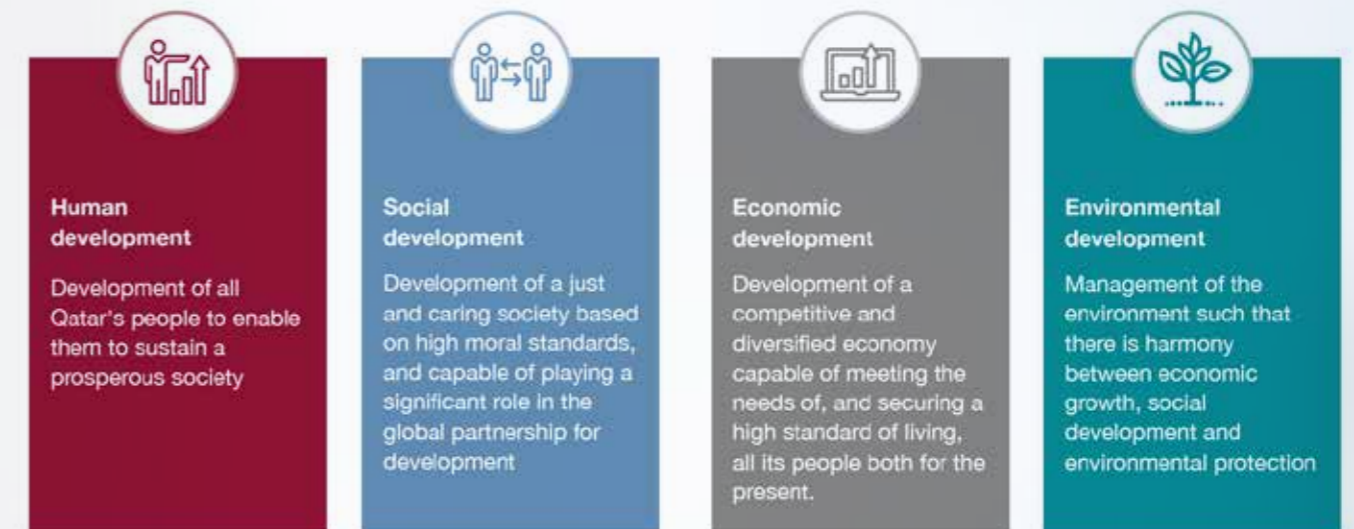 Human
development
Development of all
Qatar's people to enable
them to sustain a
prosperous society
Social
development
Development of a just
and caring society based
on high moral standards,
and capable of playing a
significant role in the
global partnership for
development
Economic
development
Development of a
competitive and
diversified economy
capable of meeting the
needs of, and securing a
high standard of living,
all its people both for the
present.
Environmental
development
Management of the
environment such that
there is harmony
between economic
growth, social
development and
environmental protection